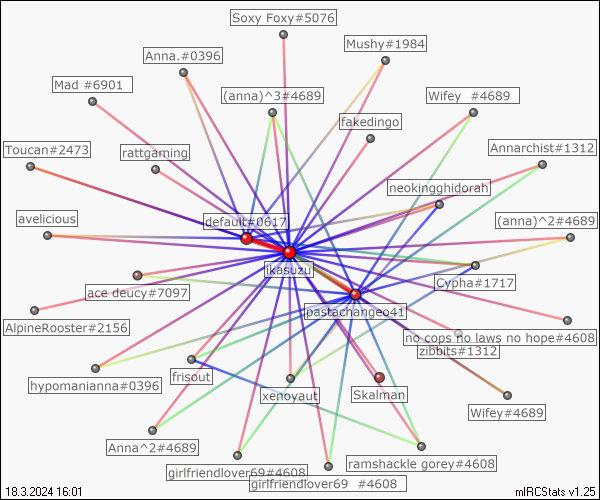 Soxy Foxy#5076
Mushy#1984
Anna.#0396
Mad #6901
(anna)^3#4689
Wifey  #4689
fakedingo
Toucan#2473
rattgaming
Annarchist#1312
neokingghidorah
avelicious
default#0617
(anna)^2#4689
ikasuzu
ace deucy#7097
Cypha#1717
pastachangeo41
AlpineRooster#2156
no cops no laws no hope#4608
zibbits#1312
hypomanianna#0396
frisout
xenoyaut
Skalman
Wifey#4689
Anna^2#4689
girlfriendlover69#4608
ramshackle gorey#4608
girlfriendlover69  #4608
18.3.2024 16:01
mIRCStats v1.25